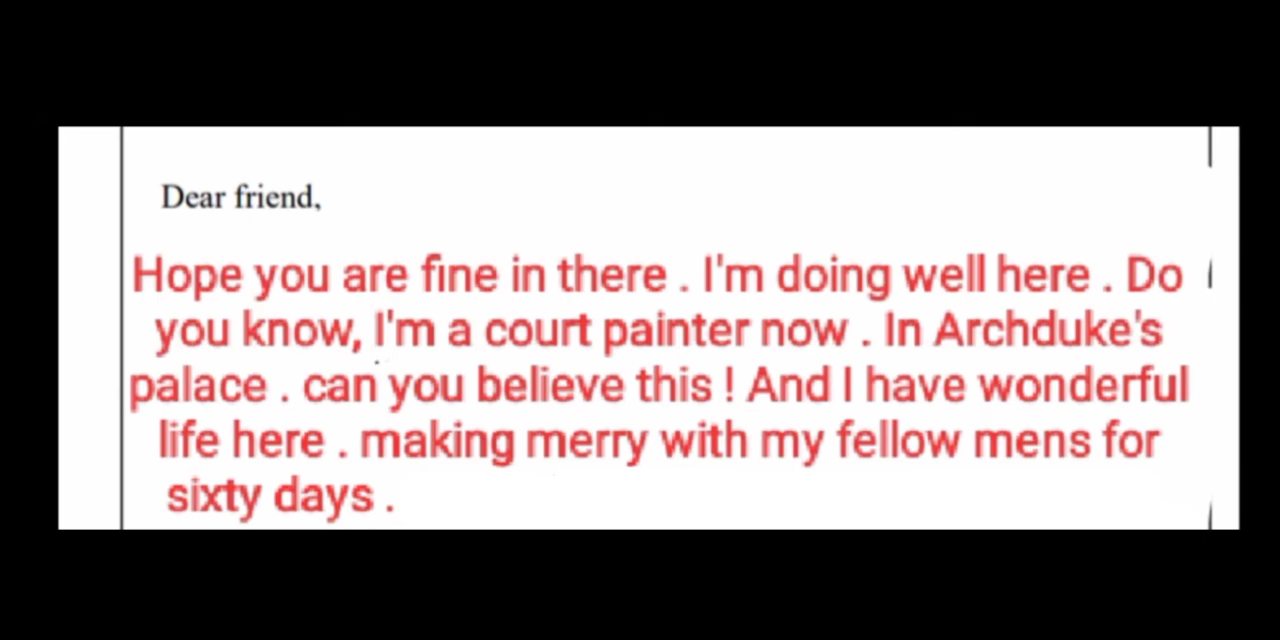 Dear friend,
Hope you are fine in there . I'm doing well here . Do
you know, I'm a court painter now . In Archduke's
palace . can you believe this ! And I have wonderful
life here . making merry with my fellow mens for
sixty days .